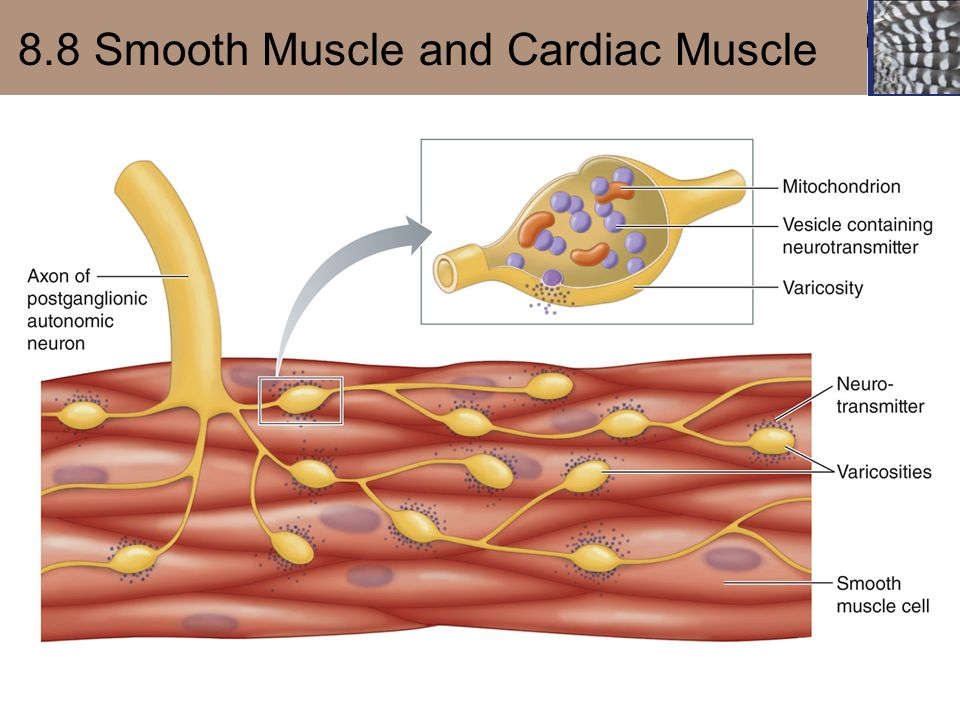 8.8 Smooth Muscle and Cardiac Muscle
Axon of
postganglionic
autonomic
neuron
Mitochondrion
Vesicle containing
neurotransmitter
Varicosity
Neuro-
transmitter
Varicosities
Smooth
muscle cell